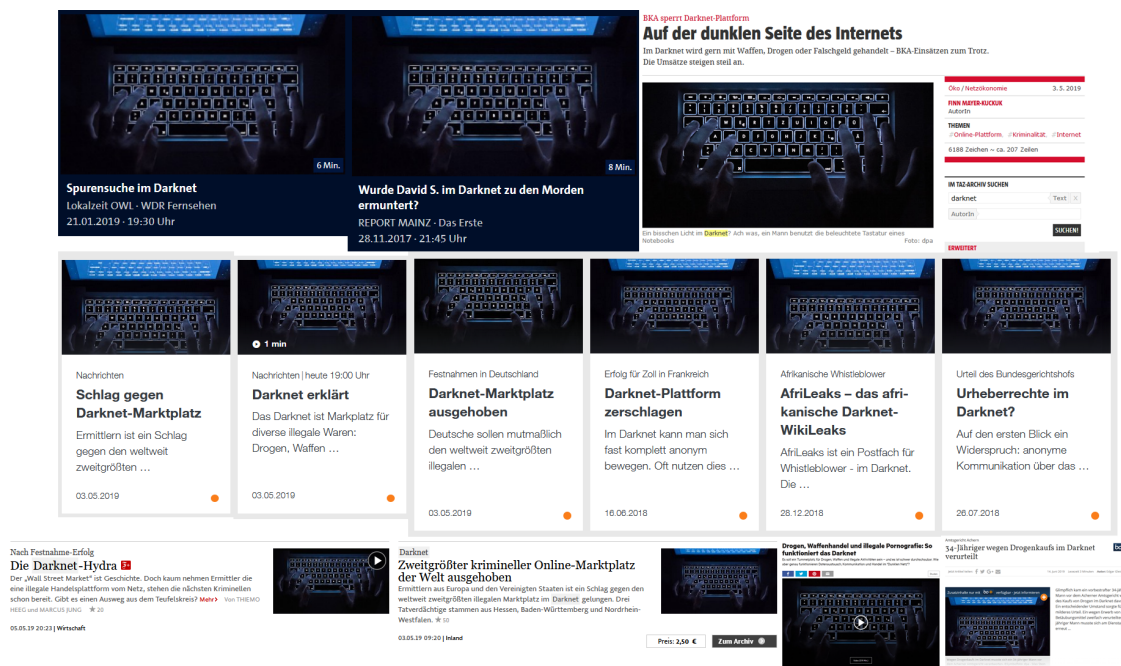 6 Min.
Spurensuche im Darknet
Lokalzeit OWL · WDR Fernsehen
21.01.2019 · 19:30 Uhr
8 Min.
Wurde David S. im Darknet zu den Morden
ermuntert?
REPORT MAINZ · Das Erste
28.11.2017 · 21:45 Uhr
BKA sperrt Darknet-Plattform
Auf der dunklen Seite des Internets
Im Darknet wird gern mit Waffen, Drogen oder Falschgeld gehandelt – BKA-Einsätzen zum Trotz.
Die Umsätze steigen steil an.
Ein bisschen Licht im Darknet? Ach was, ein Mann benutzt die beleuchtete Tastatur eines
Notebooks
Foto: dpa
Öko / Netzökonomie 3. 5. 2019
FINN MAYER-KUCKUK
AutorIn
THEMEN
#Online-Plattform, #Kriminalität, #Internet
6188 Zeichen ~ ca. 207 Zeilen
IM TAZ-ARCHIV SUCHEN
darknet Text
AutorIn
SUCHEN!
ERWEITERT
Nachrichten
Schlag gegen
Darknet-Marktplatz
Ermittlern ist ein Schlag
gegen den weltweit
zweitgrößten …
03.05.2019
1 min
Nachrichten | heute 19:00 Uhr
Darknet erklärt
Das Darknet ist Markplatz für
diverse illegale Waren:
Drogen, Waffen …
03.05.2019
Festnahmen in Deutschland
Darknet-Marktplatz
ausgehoben
Deutsche sollen mutmaßlich
den weltweit zweitgrößten
illegalen …
03.05.2019
Erfolg für Zoll in Frankreich
Darknet-Plattform
zerschlagen
Im Darknet kann man sich
fast komplett anonym
bewegen. Oft nutzen dies …
16.06.2018
Afrikanische Whistleblower
AfriLeaks – das afri-
kanische Darknet-
WikiLeaks
AfriLeaks ist ein Postfach für
Whistleblower - im Darknet.
Die …
28.12.2018
Urteil des Bundesgerichtshofs
Urheberrechte im
Darknet?
Auf den ersten Blick ein
Widerspruch: anonyme
Kommunikation über das …
26.07.2018
Nach Festnahme-Erfolg
Die Darknet-Hydra
Der „Wall Street Market“ ist Geschichte. Doch kaum nehmen Ermittler die
eine illegale Handelsplattform vom Netz, stehen die nächsten Kriminellen
schon bereit. Gibt es einen Ausweg aus dem Teufelskreis? Mehr Von THIEMO
HEEG und MARCUS JUNG 20
05.05.19 20:23 | Wirtschaft
Darknet
Zweitgrößter krimineller Online-Marktplatz
der Welt ausgehoben
Ermittlern aus Europa und den Vereinigten Staaten ist ein Schlag gegen den
weltweit zweitgrößten illegalen Marktplatz im Darknet gelungen. Drei
Tatverdächtige stammen aus Hessen, Baden-Württemberg und Nordrhein-
Westfalen. 50
03.05.19 09:20 | Inland
Preis: 2,50 €
Zum Archiv
Drogen, Waffenhandel und illegale Pornografie: So
funktioniert das Darknet
34-Jähriger wegen Drogenkaufs im Darknet
verurteilt